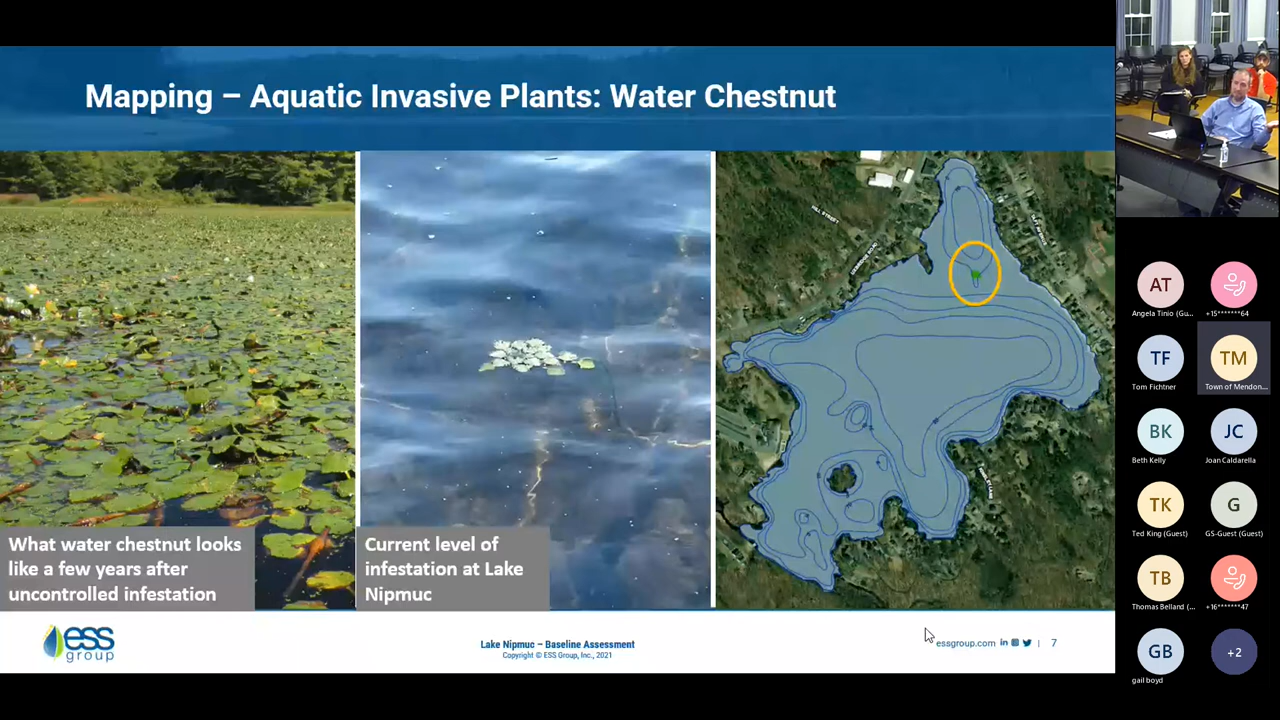 Mapping – Aquatic Invasive Plants: Water Chestnut
What water chestnut looks
like a few years after
uncontrolled infestation
Current level of
infestation at Lake
Nipmuc
HILL STREET
ess
group
Lake Nipmuc – Baseline Assessment
Copyright © ESS Group, Inc., 2021
essgroup.com
in
|
7
AT
Angela Tinio (Gu...
+15*******64
TF
Tom Fichtner
TM
Town of Mendon...
BK
Beth Kelly
JC
Joan Caldarella
TK
Ted King (Guest)
G
GS-Guest (Guest)
TB
Thomas Belland (...
+16*******47
GB
gail boyd
+2